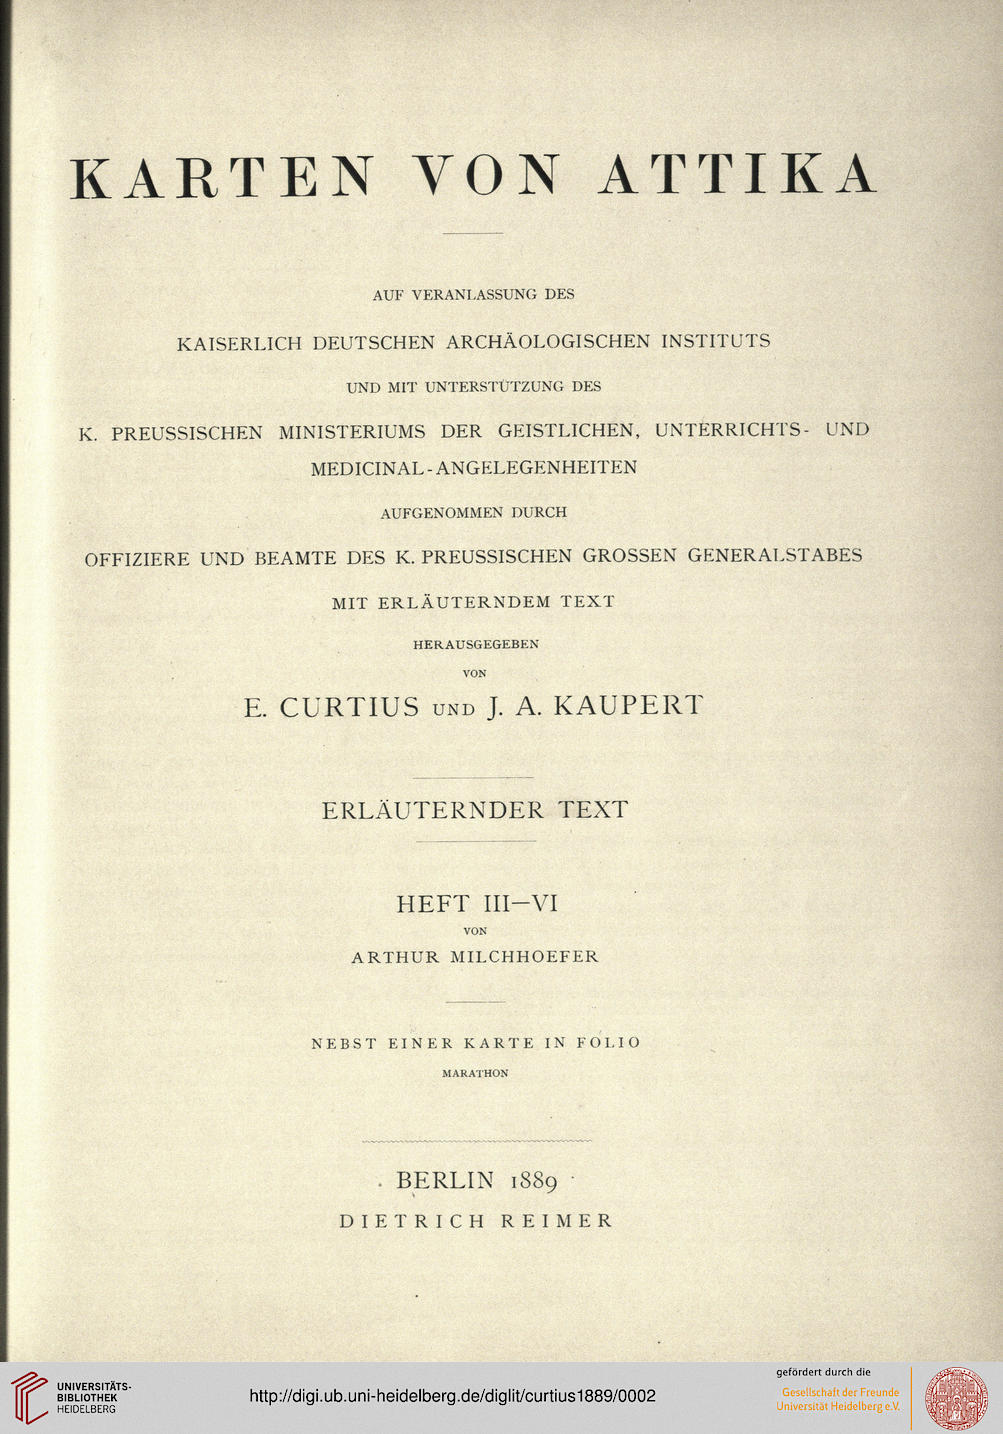 KARTEN VON ATTIKA
AUF VERANLASSUNG DES
KAISERLICH DEUTSCHEN ARCHÄOLOGISCHEN INSTITUTS
UND MIT UNTERSTÜTZUNG DES
K. PREUSSISCHEN MINISTERIUMS DER GEISTLICHEN, UNTERRICHTS- UND
MEDICINAL-ANGELEGENHEITEN
AUFGENOMMEN DURCH
OFFIZIERE UND BEAMTE DES K. PREUSSISCHEN GROSSEN GENERALSTABES
MIT ERLÄUTERNDEM TEXT
HERAUSGEGEBEN
VON
E. CURTIUS UND J. A. KAUPERT
ERLÄUTERNDER TEXT
HEFT III—VI
VON
ARTHUR MILCHHOEFER
NEBST EINER KARTE IN FOLIO
MARATHON
BERLIN 1889
DIETRICH REIMER
UNIVERSITÄTS-
BIBLIOTHEK
HEIDELBERG
http://digi.ub.uni-heidelberg.de/diglit/curtius1889/0002
gefördert durch die
Gesellschaft der Freunde
Universität Heidelberg e.V.